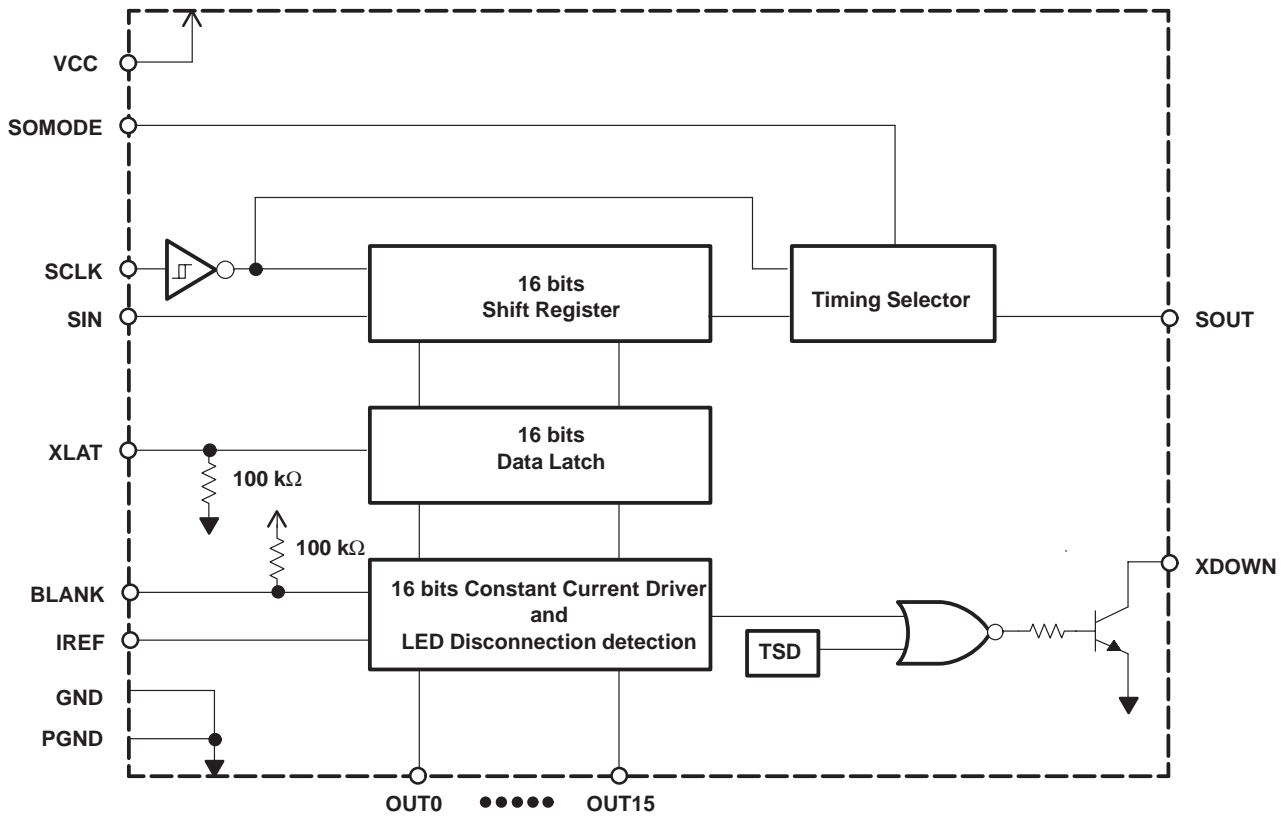 VCC
SOMODE
SCLK
SIN
16 bits
Shift Register
Timing Selector
SOUT
XLAT
100 kΩ
16 bits
Data Latch
100 kΩ
BLANK
IREF
16 bits Constant Current Driver
and
LED Disconnection detection
TSD
XDOWN
GND
PGND
OUT0
OUT15